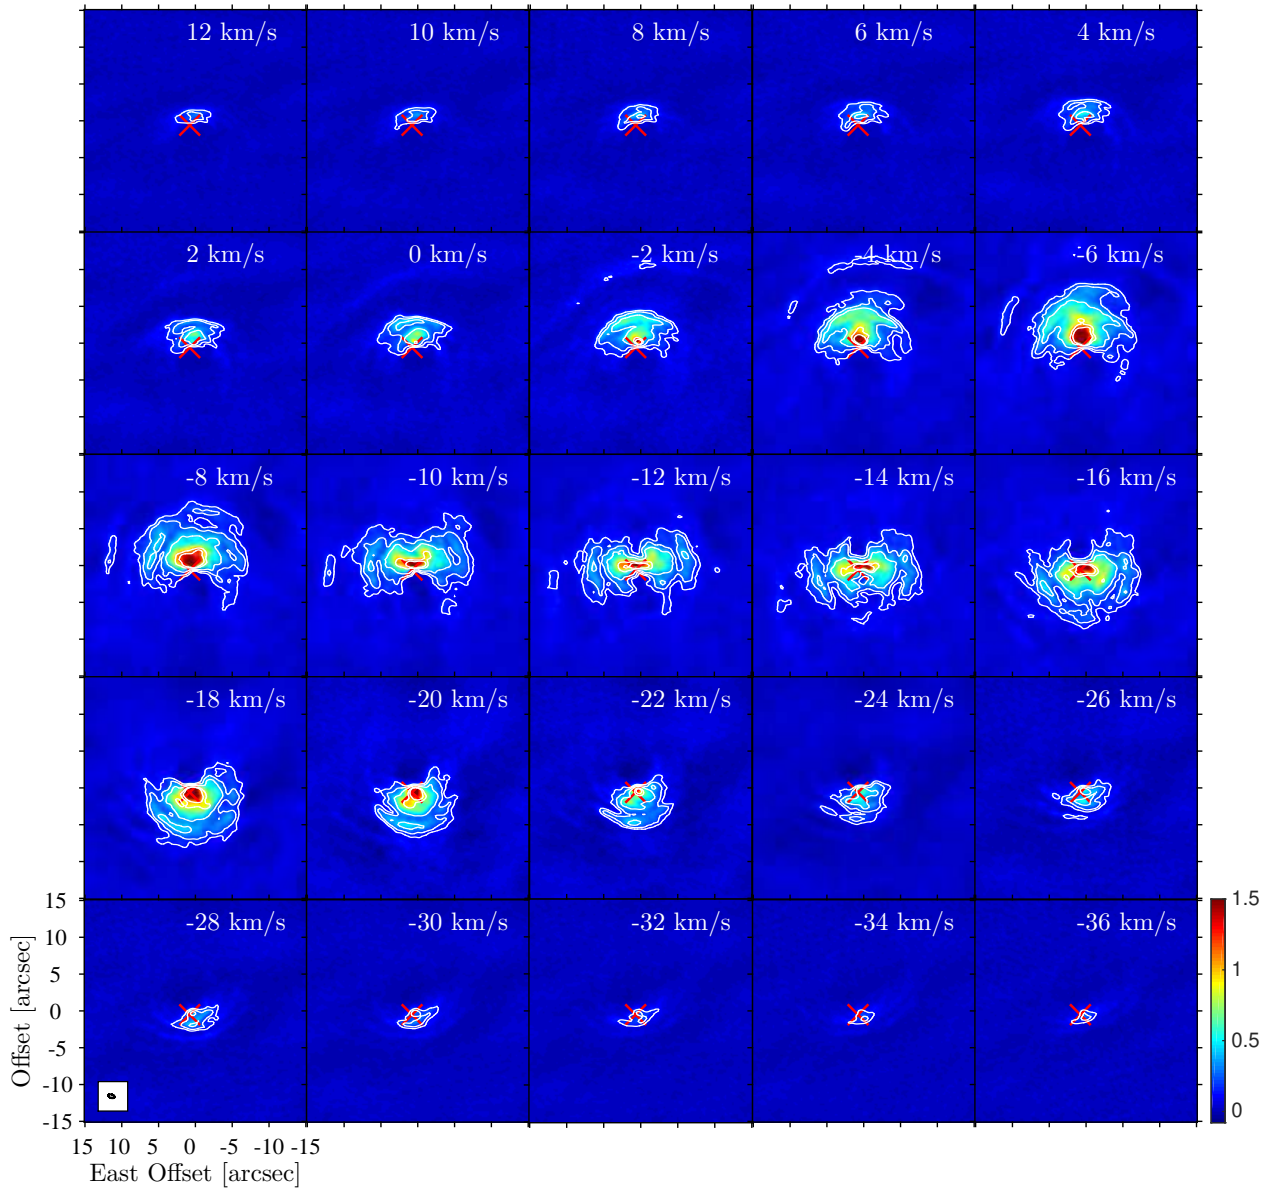 12 km/s 10 km/s 8 km/s 6 km/s 4 km/s
2 km/s 0 km/s -2 km/s -4 km/s -6 km/s
-8 km/s -10 km/s -12 km/s -14 km/s -16 km/s
-18 km/s -20 km/s -22 km/s -24 km/s -26 km/s
-28 km/s -30 km/s -32 km/s -34 km/s -36 km/s
15
10
5
0
-5
-10
-15
Offset [arcsec]
15 10 5 0 -5 -10 -15
East Offset [arcsec]
1.5
1
0.5
0